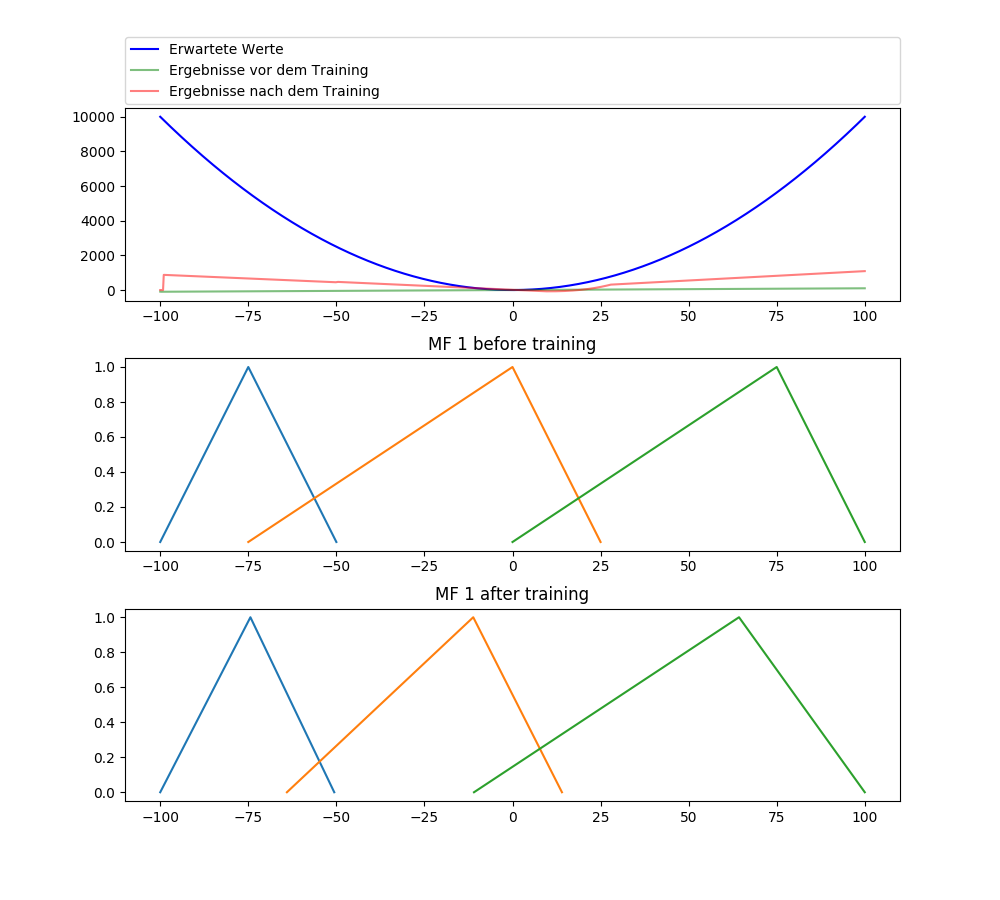 Erwartete Werte
Ergebnisse vor dem Training
Ergebnisse nach dem Training
10000
8000
6000
4000
2000
0
−100 −75 −50 −25 0 25 50 75 100
MF 1 before training
1.0
0.8
0.6
0.4
0.2
0.0
−100 −75 −50 −25 0 25 50 75 100
MF 1 after training
1.0
0.8
0.6
0.4
0.2
0.0
−100 −75 −50 −25 0 25 50 75 100